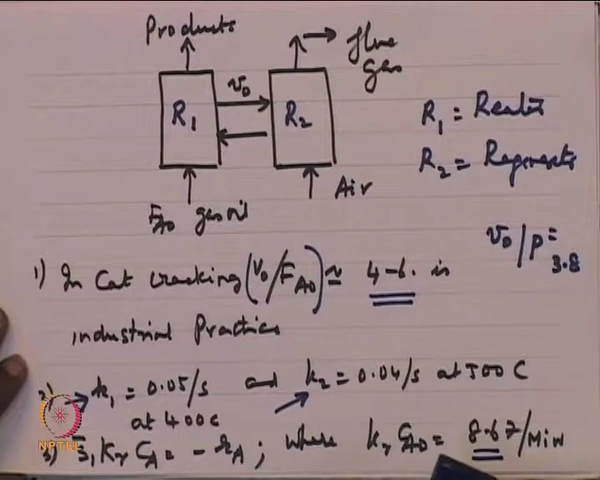 Products
flue
gas
v₀
R₁
R₂
R₁ = Reactor
R₂ = Regenerator
Air
F_A0 gas oil
v₀/P =
3.8
1) In Cat cracking (v₀/F_A0) ≈ 4-6. in
industrial Practice
2) → k₁ = 0.05/s and k₂ = 0.04/s at 500 C
at 400 C
3) S̄₁ k_r C_A = - r_A ; where k_r C_A0 = 8.67/Min
NPTEL